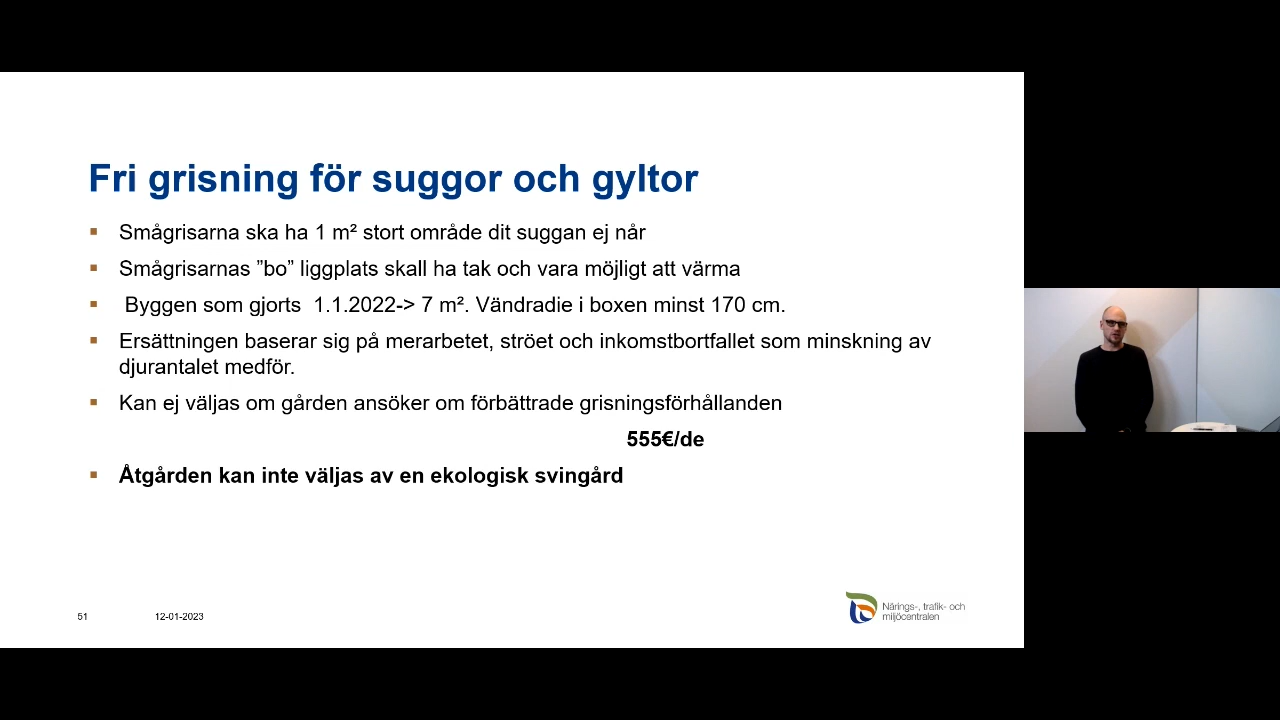 Fri grisning för suggor och gyltor
Smågrisarna ska ha 1 m² stort område dit suggan ej når
Smågrisarnas ”bo” liggplats skall ha tak och vara möjligt att värma
Byggen som gjorts 1.1.2022-> 7 m². Vändradie i boxen minst 170 cm.
Ersättningen baserar sig på merarbetet, ströet och inkomstbortfallet som minskning av
djurantalet medför.
Kan ej väljas om gården ansöker om förbättrade grisningsförhållanden
555€/de
Åtgården kan inte väljas av en ekologisk svingård
51
12-01-2023
Närings-, trafik- och
miljöcentralen